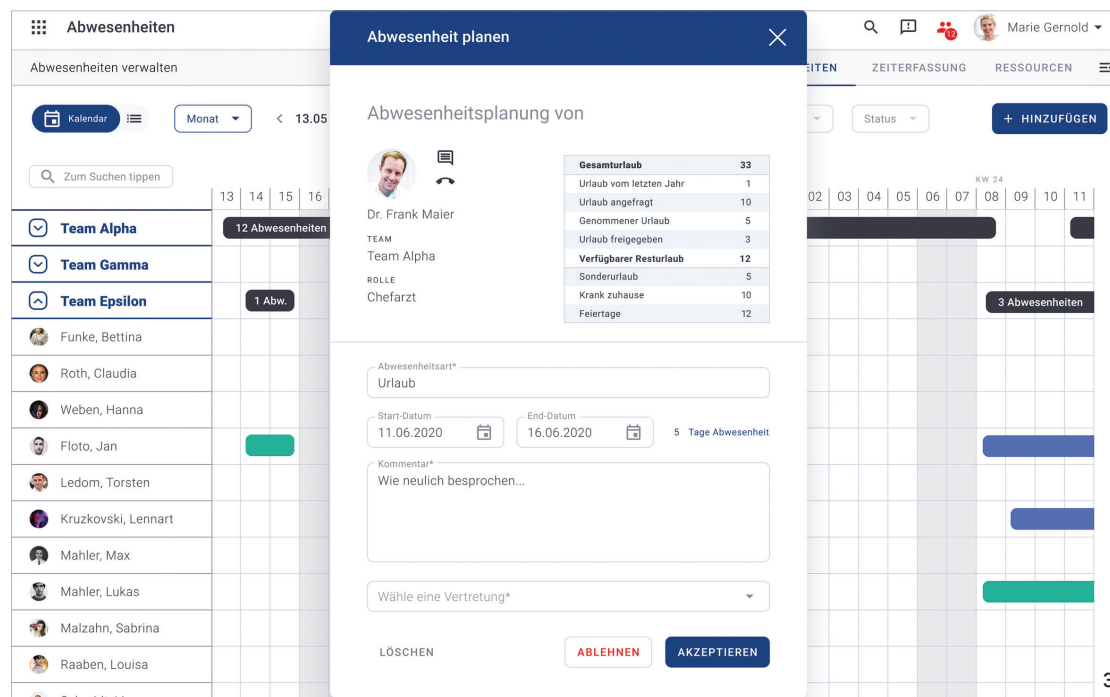 Abwesenheiten
Abwesenheit planen
12
Marie Gernold
Abwesenheiten verwalten
EITEN
ZEITERFASSUNG
RESSOURCEN
Kalendar
Monat
13.05
Status
+ HINZUFÜGEN
Zum Suchen tippen
KW 24
13 14 15 16
02 03 04 05 06 07 08 09 10 11
Team Alpha
12 Abwesenheiten
Team Gamma
Team Epsilon
1 Abw.
3 Abwesenheiten
Funke, Bettina
Roth, Claudia
Weben, Hanna
Floto, Jan
Ledom, Torsten
Kruzkovski, Lennart
Mahler, Max
Mahler, Lukas
Malzahn, Sabrina
Raaben, Louisa
Abwesenheitsplanung von
Dr. Frank Maier
TEAM
Team Alpha
ROLLE
Chefarzt
Gesamturlaub 33
Urlaub vom letzten Jahr 1
Urlaub angefragt 10
Genommener Urlaub 5
Urlaub freigegeben 3
Verfügbarer Resturlaub 12
Sonderurlaub 5
Krank zuhause 10
Feiertage 12
Abwesenheitsart*
Urlaub
Start-Datum
11.06.2020
End-Datum
16.06.2020
5 Tage Abwesenheit
Kommentar*
Wie neulich besprochen...
Wähle eine Vertretung*
LÖSCHEN
ABLEHNEN
AKZEPTIEREN